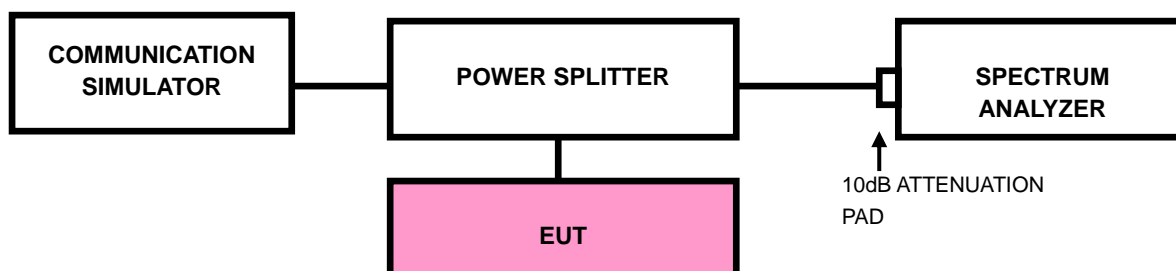 COMMUNICATION
SIMULATOR
POWER SPLITTER
SPECTRUM
ANALYZER
10dB ATTENUATION
PAD
EUT